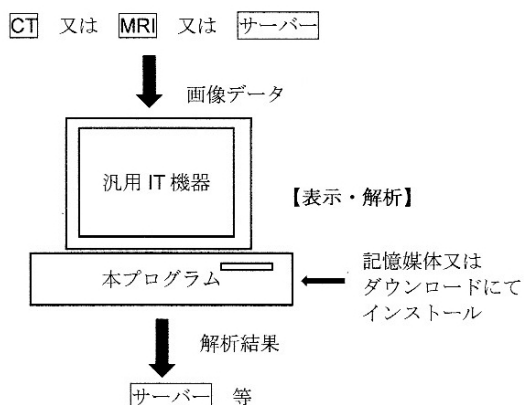 CT 又は MRI 又は サーバー
画像データ
汎用 IT 機器
【表示・解析】
本プログラム
記憶媒体又は
ダウンロードにて
インストール
解析結果
サーバー 等